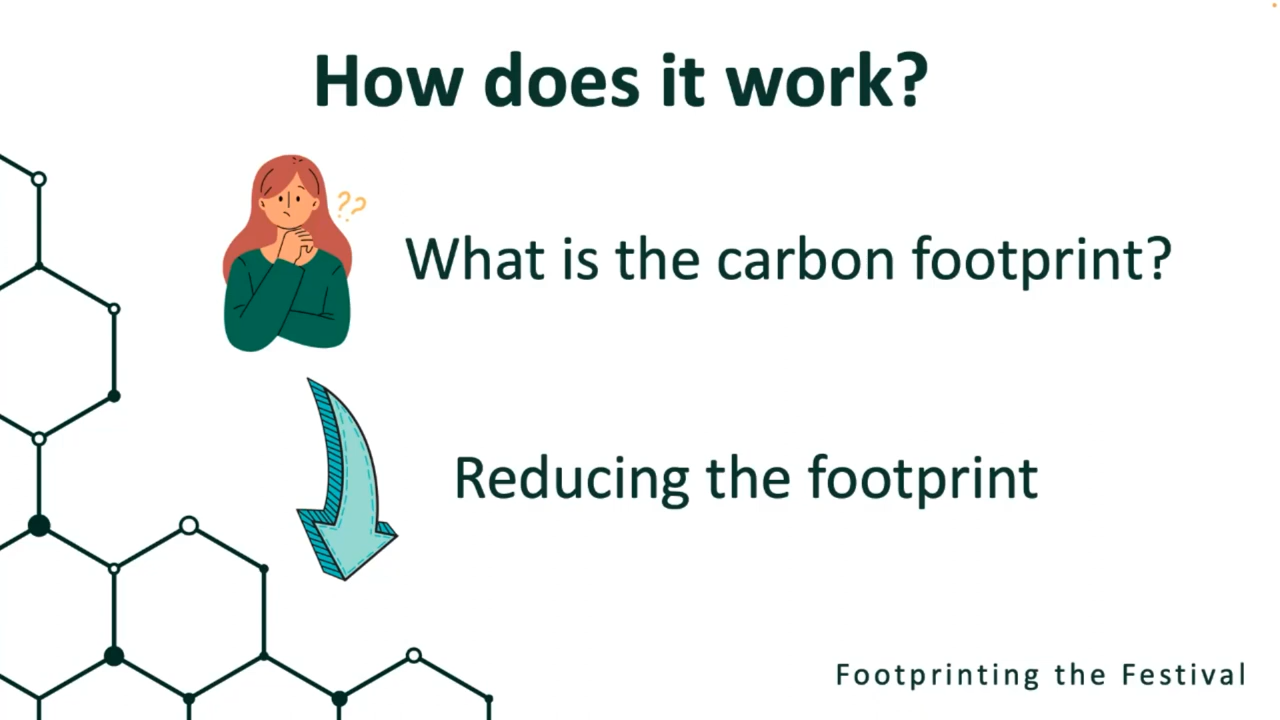 How does it work?
??
What is the carbon footprint?
Reducing the footprint
Footprinting the Festival